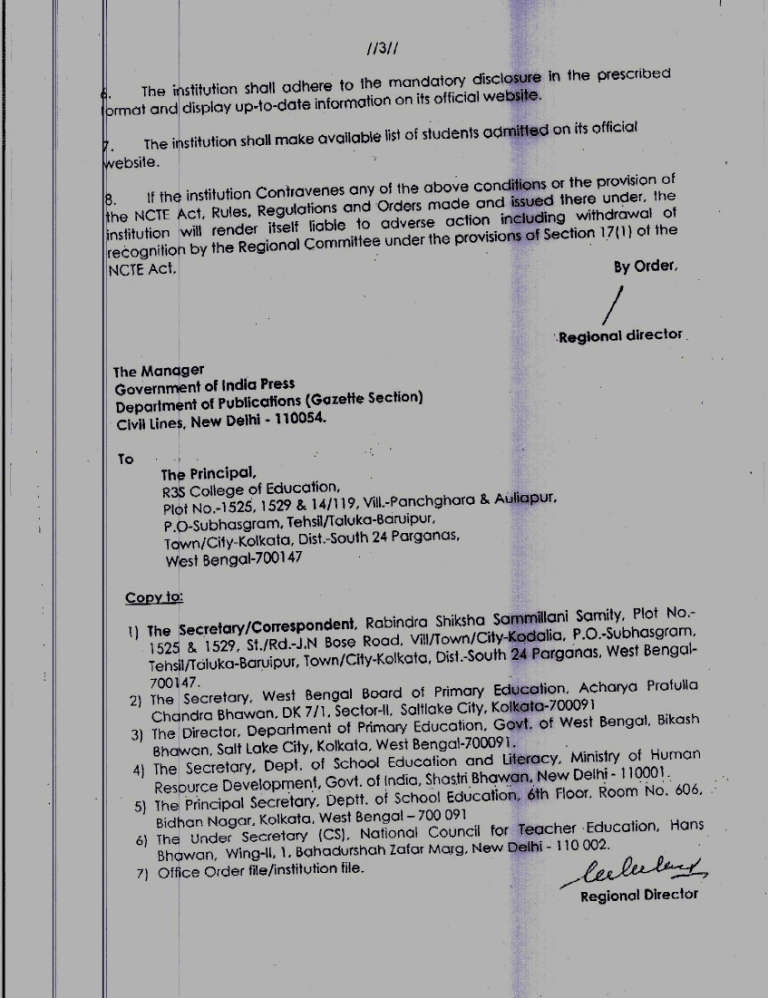 //3//
6. The institution shall adhere to the mandatory disclosure in the prescribed
format and display up-to-date information on its official website.
7. The institution shall make available list of students admitted on its official
website.
8. If the institution Contravenes any of the above conditions or the provision of
the NCTE Act, Rules, Regulations and Orders made and issued there under, the
institution will render itself liable to adverse action including withdrawal of
recognition by the Regional Committee under the provisions of Section 17(1) of the
NCTE Act.
By Order,
Regional director
The Manager
Government of India Press
Department of Publications (Gazette Section)
Civil Lines, New Delhi - 110054.
To
The Principal,
R3S College of Education,
Plot No.-1525, 1529 & 14/119, Vill.-Panchghara & Auliapur,
P.O-Subhasgram, Tehsil/Taluka-Baruipur,
Town/City-Kolkata, Dist.-South 24 Parganas,
West Bengal-700147
Copy to:
1) The Secretary/Correspondent, Rabindra Shiksha Sammillani Samity, Plot No.-
1525 & 1529, St./Rd.-J.N Bose Road, Vill/Town/City-Kodalia, P.O.-Subhasgram,
Tehsil/Taluka-Baruipur, Town/City-Kolkata, Dist.-South 24 Parganas, West Bengal-
700147.
2) The Secretary, West Bengal Board of Primary Education, Acharya Prafulla
Chandra Bhawan, DK 7/1, Sector-II, Saltlake City, Kolkata-700091
3) The Director, Department of Primary Education, Govt. of West Bengal, Bikash
Bhawan, Salt Lake City, Kolkata, West Bengal-700091.
4) The Secretary, Dept. of School Education and Literacy, Ministry of Human
Resource Development, Govt. of India, Shastri Bhawan, New Delhi - 110001.
5) The Principal Secretary, Deptt. of School Education, 6th Floor, Room No. 606,
Bidhan Nagar, Kolkata, West Bengal – 700 091
6) The Under Secretary (CS), National Council for Teacher Education, Hans
Bhawan, Wing-II, 1, Bahadurshah Zafar Marg, New Delhi - 110 002.
7) Office Order file/institution file.
Regional Director